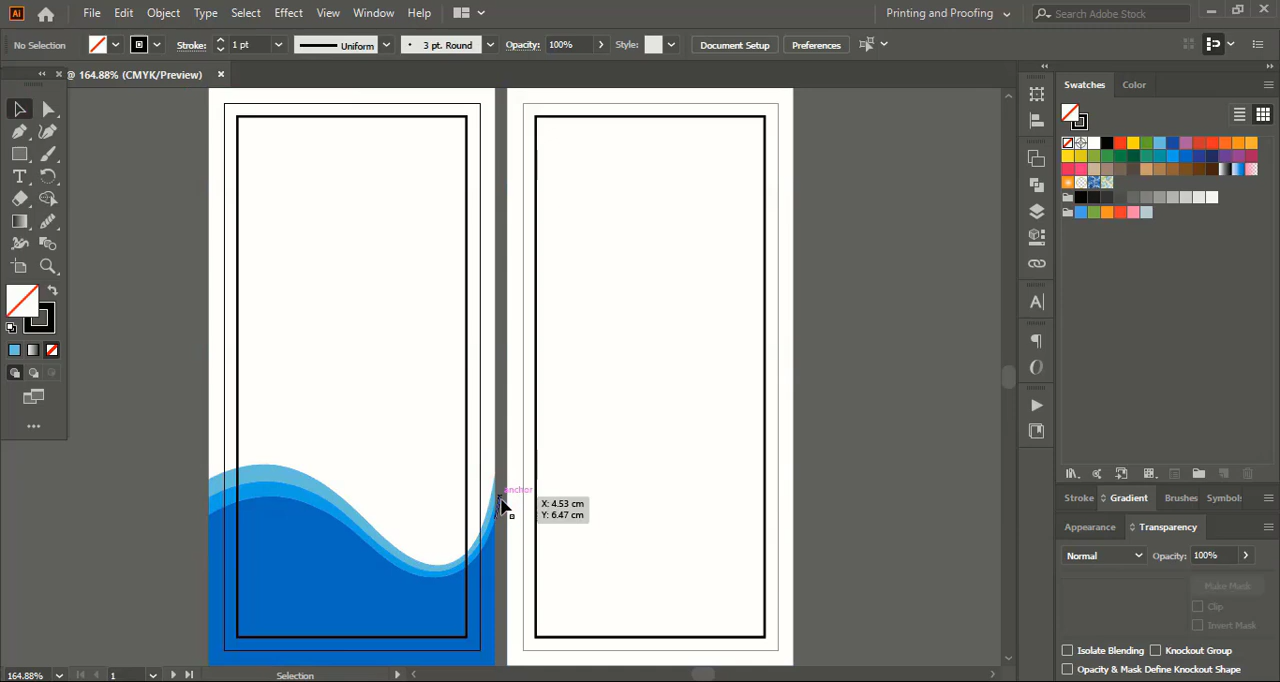 Ai File Edit Object Type Select Effect View Window Help Printing and Proofing Search Adobe Stock
No Selection Stroke: 1 pt Uniform 3 pt. Round Opacity: 100% Style: Document Setup Preferences
@ 164.88% (CMYK/Preview)
Swatches Color
anchor
X: 4.53 cm
Y: 6.47 cm
Stroke Gradient Brushes Symbols
Appearance Transparency
Normal Opacity: 100%
Make Mask
Clip
Invert Mask
Isolate Blending Knockout Group
Opacity & Mask Define Knockout Shape
164.88% 1 Selection